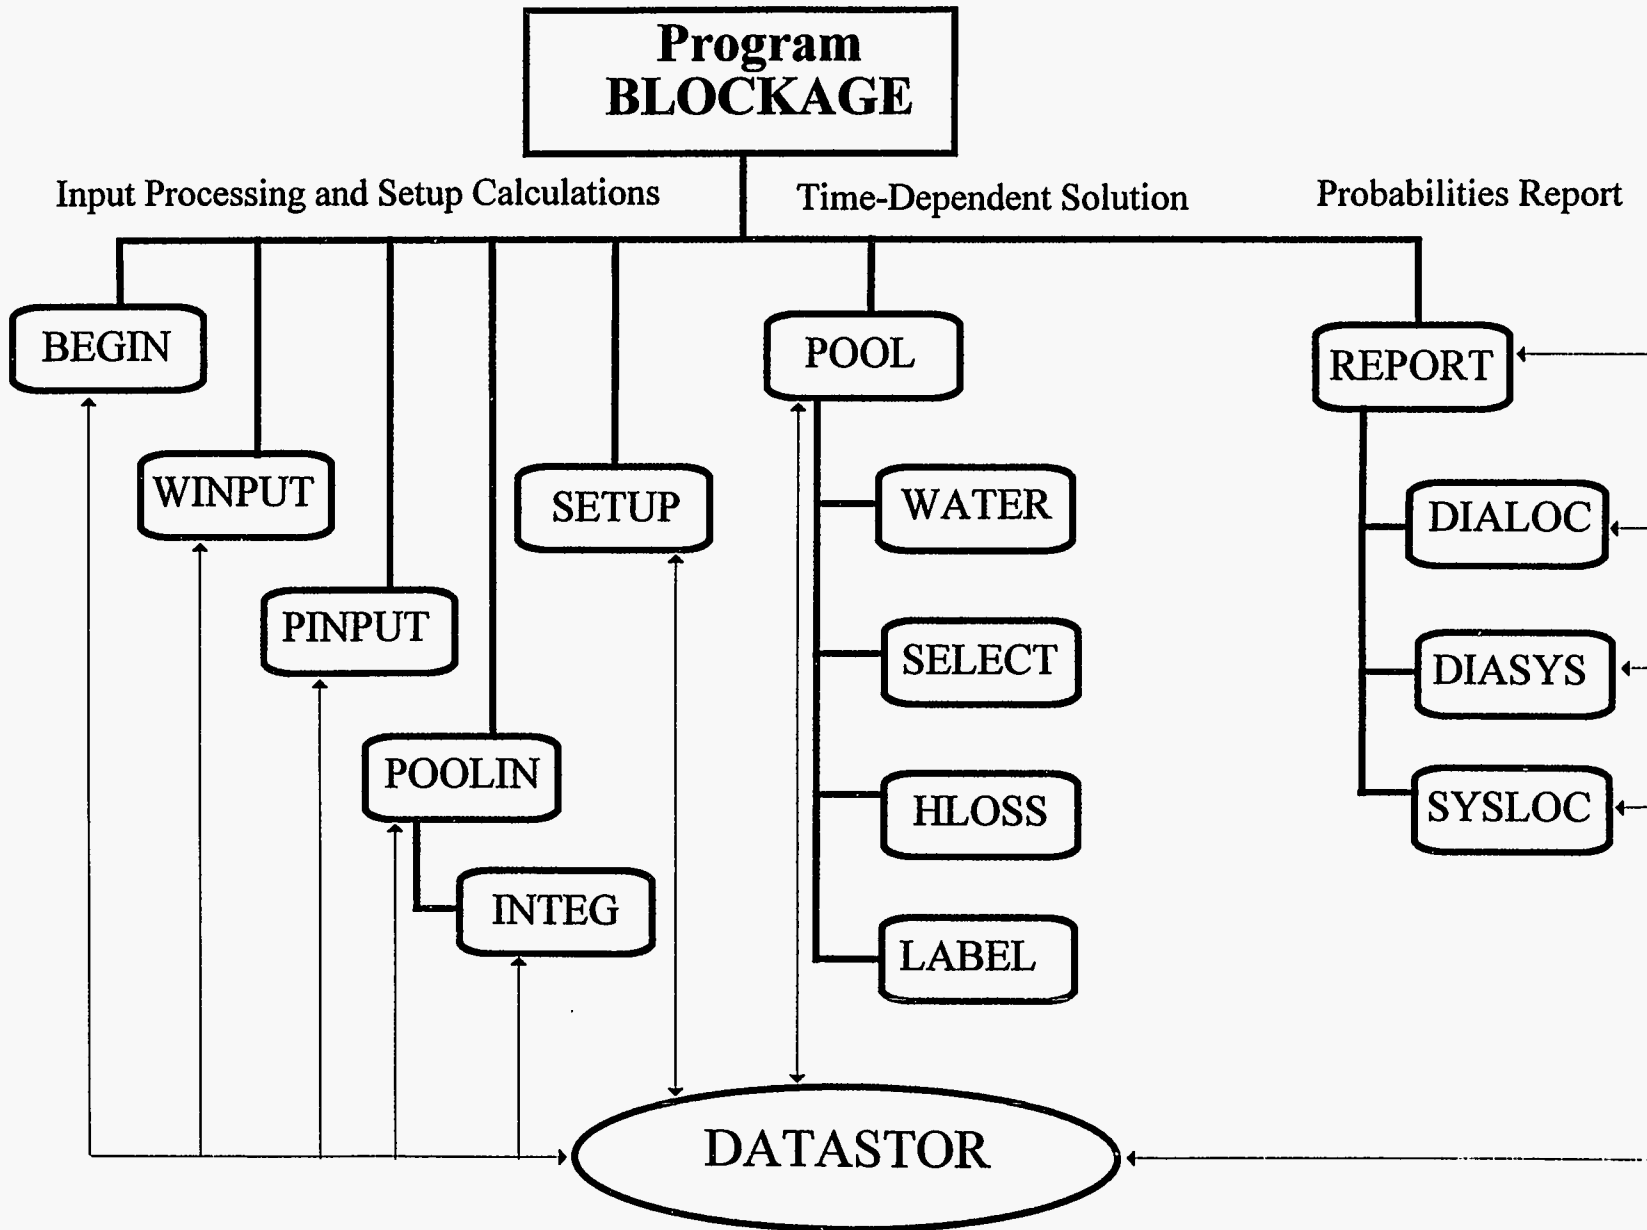 Program
BLOCKAGE
Input Processing and Setup Calculations
Time-Dependent Solution
Probabilities Report
BEGIN
WINPUT
PINPUT
POOLIN
INTEG
SETUP
POOL
WATER
SELECT
HLOSS
LABEL
REPORT
DIALOC
DIASYS
SYSLOC
DATASTOR